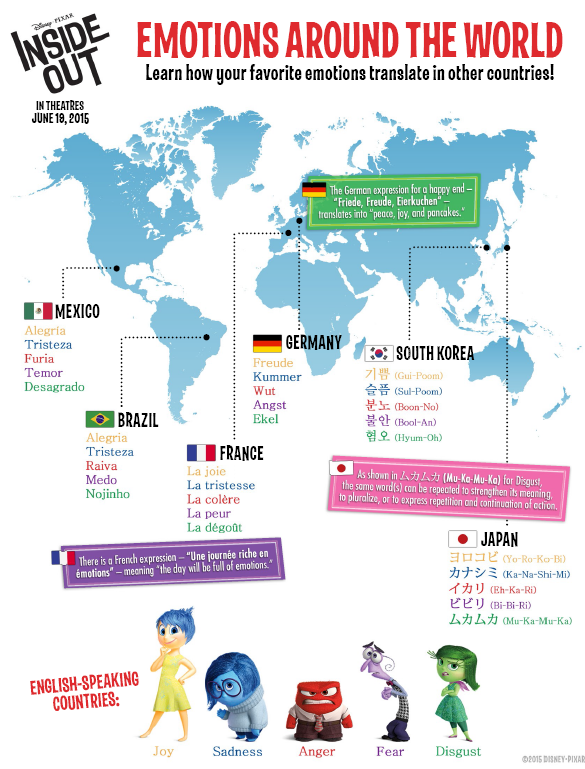 Disney · PIXAR
INSIDE
OUT
IN THEATRES
JUNE 19, 2015
EMOTIONS AROUND THE WORLD
Learn how your favorite emotions translate in other countries!
The German expression for a happy end –
“Friede, Freude, Eierkuchen” –
translates into “peace, joy, and pancakes.”
MEXICO
Alegría
Tristeza
Furia
Temor
Desagrado
BRAZIL
Alegria
Tristeza
Raiva
Medo
Nojinho
FRANCE
La joie
La tristesse
La colère
La peur
La dégoût
There is a French expression – “Une journée riche en
émotions” – meaning “the day will be full of emotions.”
GERMANY
Freude
Kummer
Wut
Angst
Ekel
SOUTH KOREA
기쁨 (Gui-Poom)
슬픔 (Sul-Poom)
분노 (Boon-No)
불안 (Bool-An)
혐오 (Hyum-Oh)
As shown in ムカムカ (Mu-Ka-Mu-Ka) for Disgust,
the same word(s) can be repeated to strengthen its meaning,
to pluralize, or to express repetition and continuation of action.
JAPAN
ヨロコビ (Yo-Ro-Ko-Bi)
カナシミ (Ka-Na-Shi-Mi)
イカリ (Eh-Ka-Ri)
ビビリ (Bi-Bi-Ri)
ムカムカ (Mu-Ka-Mu-Ka)
ENGLISH-SPEAKING
COUNTRIES:
Joy
Sadness
Anger
Fear
Disgust
©2015 DISNEY•PIXAR